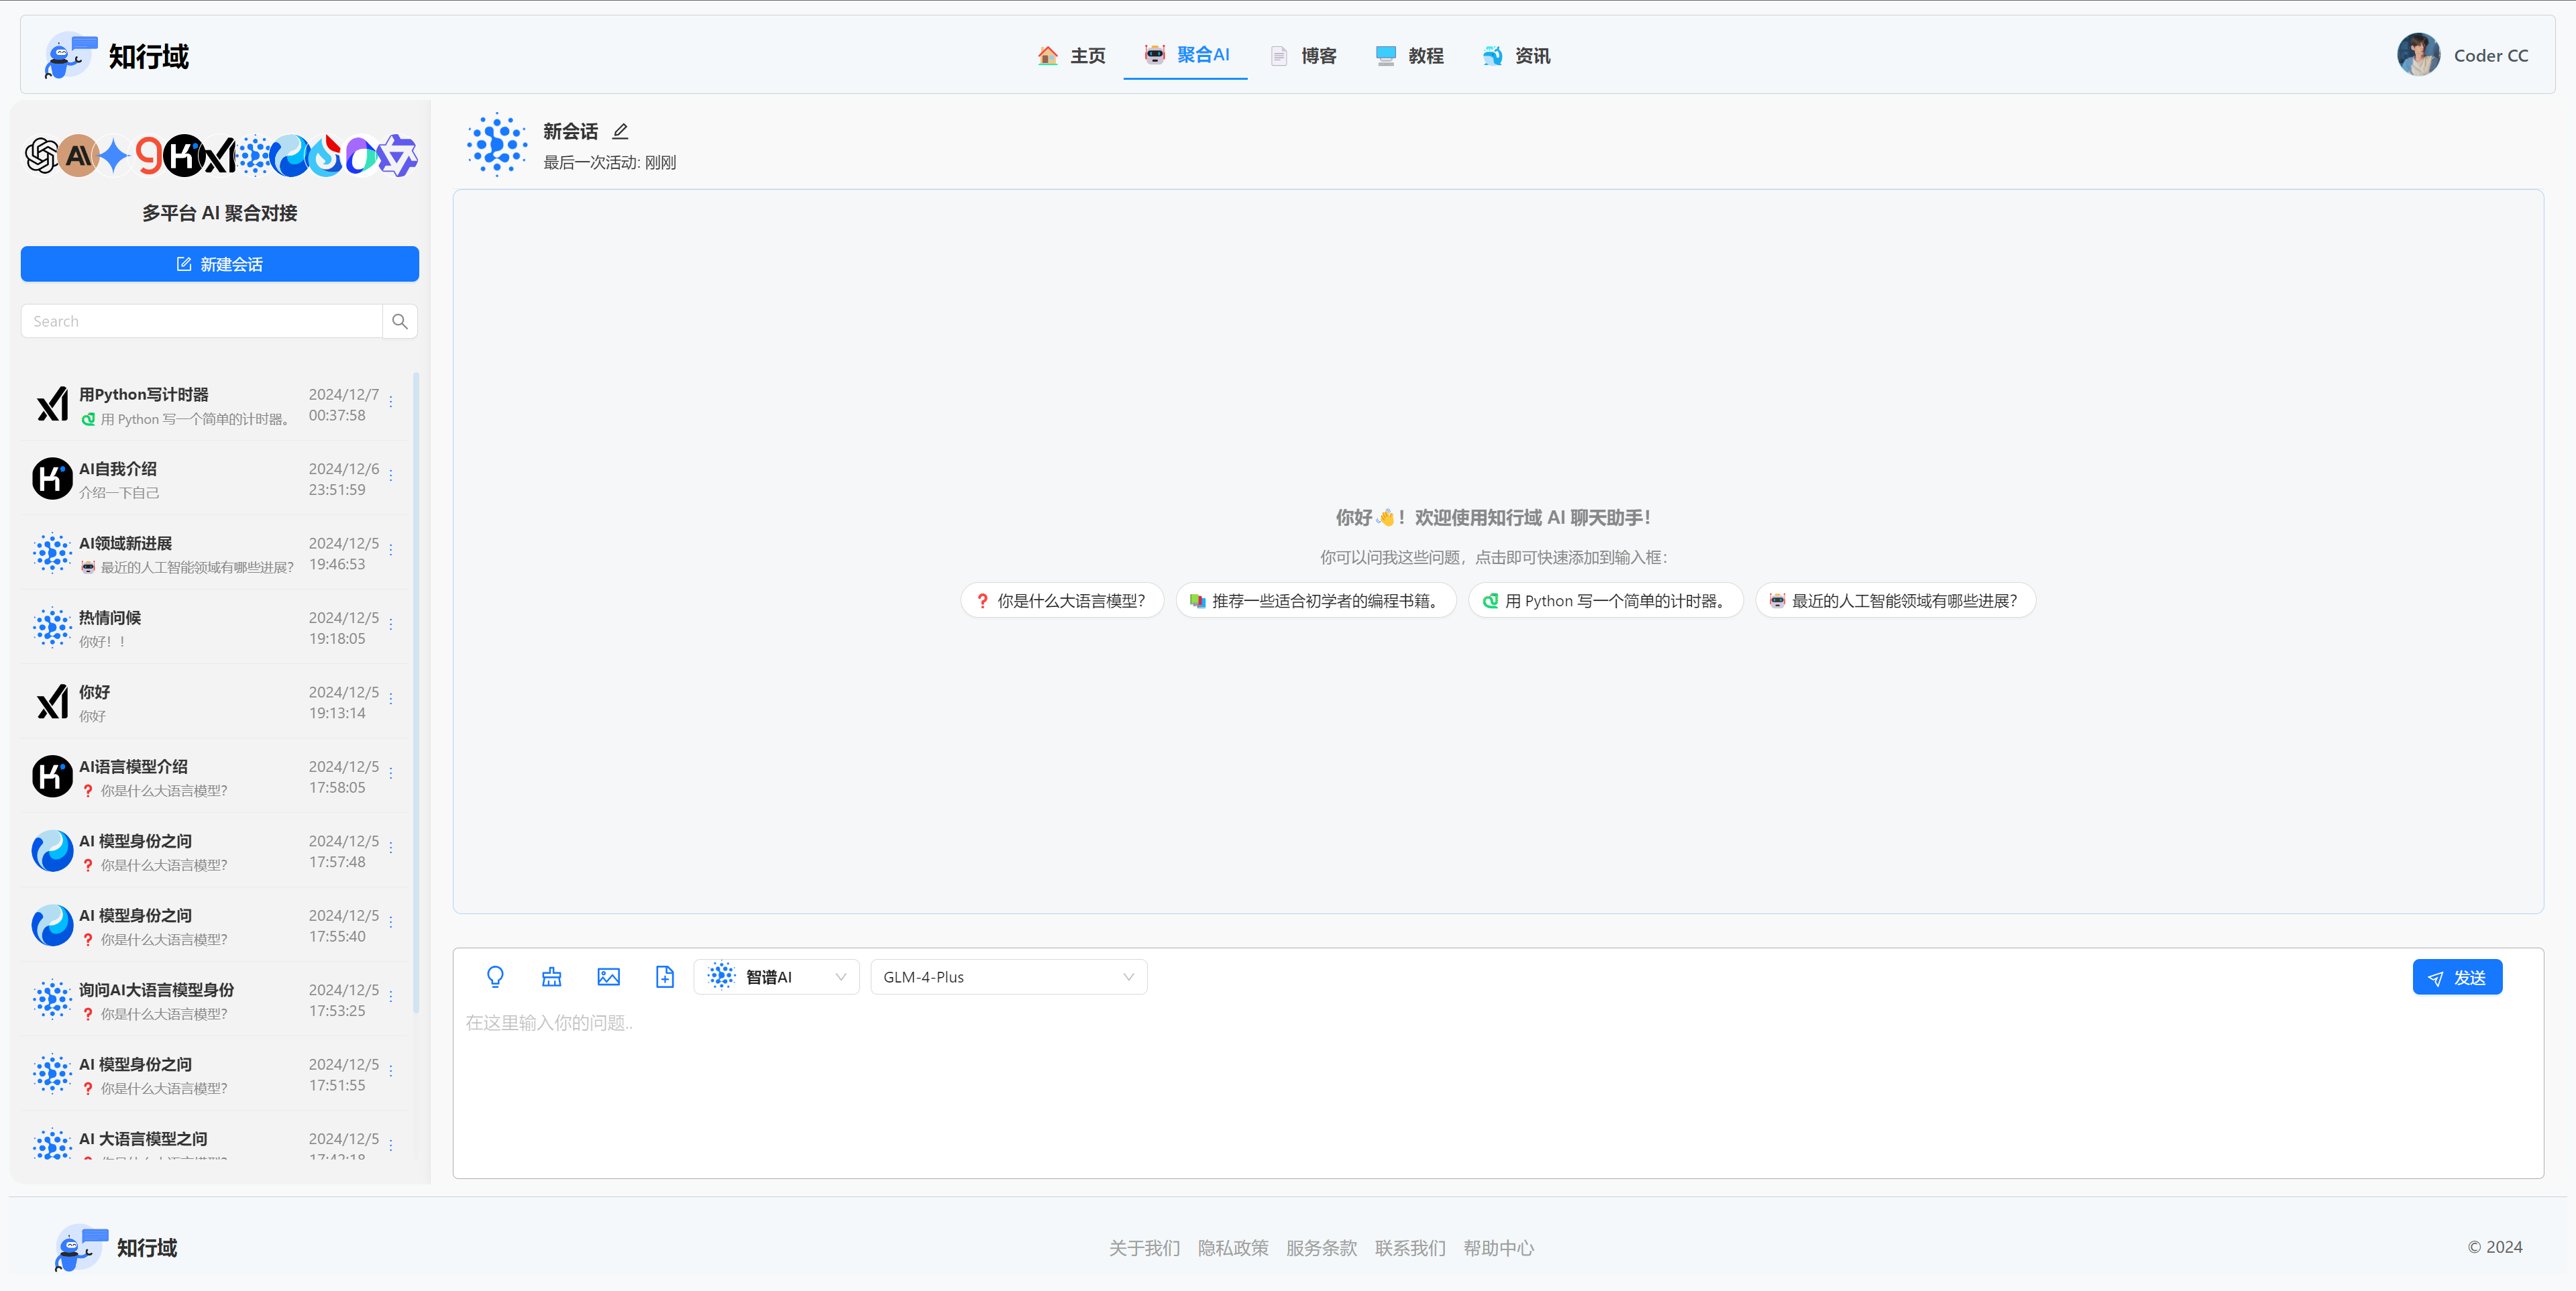 知行域
主页
聚合AI
博客
教程
资讯
Coder CC
多平台 AI 聚合对接
新建会话
Search
用Python写计时器
2024/12/7
用 Python 写一个简单的计时器。
00:37:58
AI自我介绍
2024/12/6
介绍一下自己
23:51:59
AI领域新进展
2024/12/5
最近的人工智能领域有哪些进展?
19:46:53
热情问候
2024/12/5
你好！！
19:18:05
你好
2024/12/5
你好
19:13:14
AI语言模型介绍
2024/12/5
❓ 你是什么大语言模型?
17:58:05
AI 模型身份之问
2024/12/5
❓ 你是什么大语言模型?
17:57:48
AI 模型身份之问
2024/12/5
❓ 你是什么大语言模型?
17:55:40
询问AI大语言模型身份
2024/12/5
❓ 你是什么大语言模型?
17:53:25
AI 模型身份之问
2024/12/5
❓ 你是什么大语言模型?
17:51:55
AI 大语言模型之问
2024/12/5
新会话
最后一次活动: 刚刚
你好👋！欢迎使用知行域 AI 聊天助手！
你可以问我这些问题，点击即可快速添加到输入框：
❓ 你是什么大语言模型?
推荐一些适合初学者的编程书籍。
用 Python 写一个简单的计时器。
最近的人工智能领域有哪些进展?
智谱AI
GLM-4-Plus
发送
在这里输入你的问题..
知行域
关于我们 隐私政策 服务条款 联系我们 帮助中心
© 2024